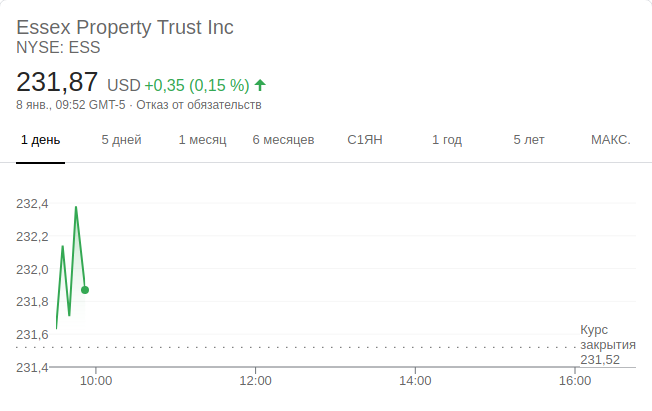 Essex Property Trust Inc
NYSE: ESS
231,87 USD +0,35 (0,15 %)
8 янв., 09:52 GMT-5 · Отказ от обязательств
1 день 5 дней 1 месяц 6 месяцев С1ЯН 1 год 5 лет МАКС.
232,4
232,2
232,0
231,8
231,6
231,4
Курс
закрытия
231,52
10:00 12:00 14:00 16:00